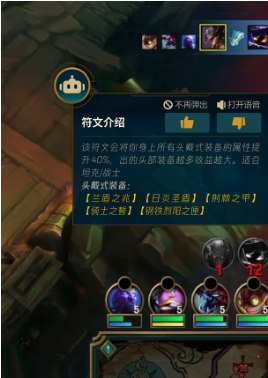 不再弹出 打开语音
符文介绍
该符文会将你身上所有头戴式装备的属性提
升40%，出的头部装备越多收益越大。适合
坦克/战士
头戴式装备：
【兰盾之兆】【日炎圣盾】【荆棘之甲】
【骑士之誓】【钢铁烈阳之匣】
1 12
5 5 5 5